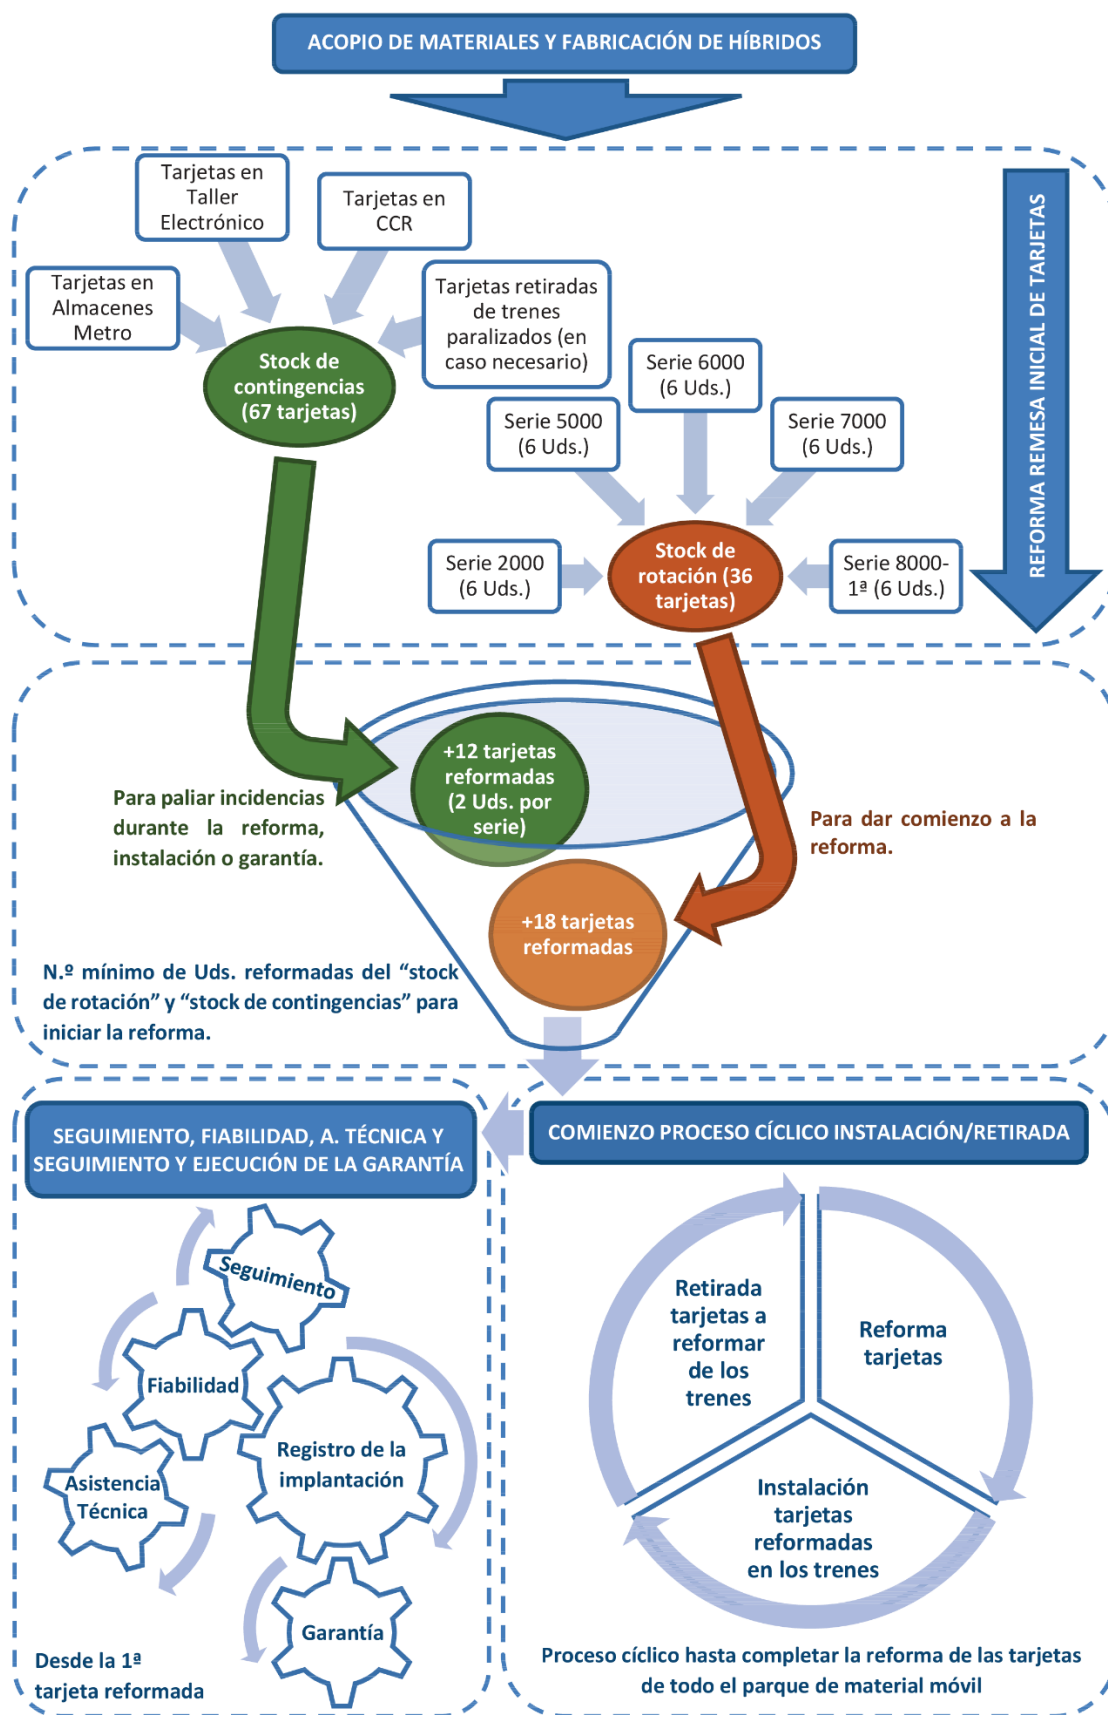 ACOPIO DE MATERIALES Y FABRICACIÓN DE HÍBRIDOS
Tarjetas en
Taller
Electrónico
Tarjetas en
CCR
Tarjetas en
Almacenes
Metro
Tarjetas retiradas
de trenes
paralizados (en
caso necesario)
Stock de
contingencias
(67 tarjetas)
Serie 6000
(6 Uds.)
Serie 5000
(6 Uds.)
Serie 7000
(6 Uds.)
Serie 2000
(6 Uds.)
Stock de
rotación (36
tarjetas)
Serie 8000-
1ª (6 Uds.)
REFORMA REMESA INICIAL DE TARJETAS
+12 tarjetas
reformadas
(2 Uds. por
serie)
Para paliar incidencias
durante la reforma,
instalación o garantía.
Para dar comienzo a la
reforma.
+18 tarjetas
reformadas
N.º mínimo de Uds. reformadas del “stock
de rotación” y “stock de contingencias” para
iniciar la reforma.
SEGUIMIENTO, FIABILIDAD, A. TÉCNICA Y
SEGUIMIENTO Y EJECUCIÓN DE LA GARANTÍA
Seguimiento
Fiabilidad
Registro de la
implantación
Asistencia
Técnica
Garantía
Desde la 1ª
tarjeta reformada
COMIENZO PROCESO CÍCLICO INSTALACIÓN/RETIRADA
Retirada
tarjetas a
reformar
de los
trenes
Reforma
tarjetas
Instalación
tarjetas
reformadas
en los trenes
Proceso cíclico hasta completar la reforma de las tarjetas
de todo el parque de material móvil